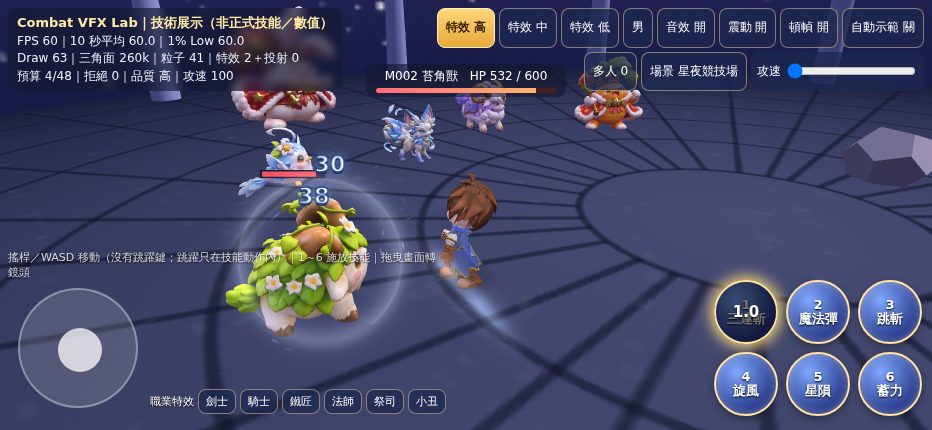 Combat VFX Lab｜技術展示（非正式技能／數值）
FPS 60｜10 秒平均 60.0｜1% Low 60.0
Draw 63｜三角面 260k｜粒子 41｜特效 2＋投射 0
預算 4/48｜拒絕 0｜品質 高｜攻速 100
特效 高
特效 中
特效 低
男
音效 開
震動 開
頓幀 開
自動示範 關
多人 0
場景 星夜競技場
攻速
M002 苔角獸 HP 532 / 600
30
38
搖桿／WASD 移動（沒有跳躍鍵；跳躍只在技能動作內）｜1～6 施放技能｜拖曳畫面轉
鏡頭
1
1.0
三連斬
2
魔法彈
3
跳斬
4
旋風
5
星隕
6
蓄力
職業特效
劍士
騎士
鐵匠
法師
祭司
小丑